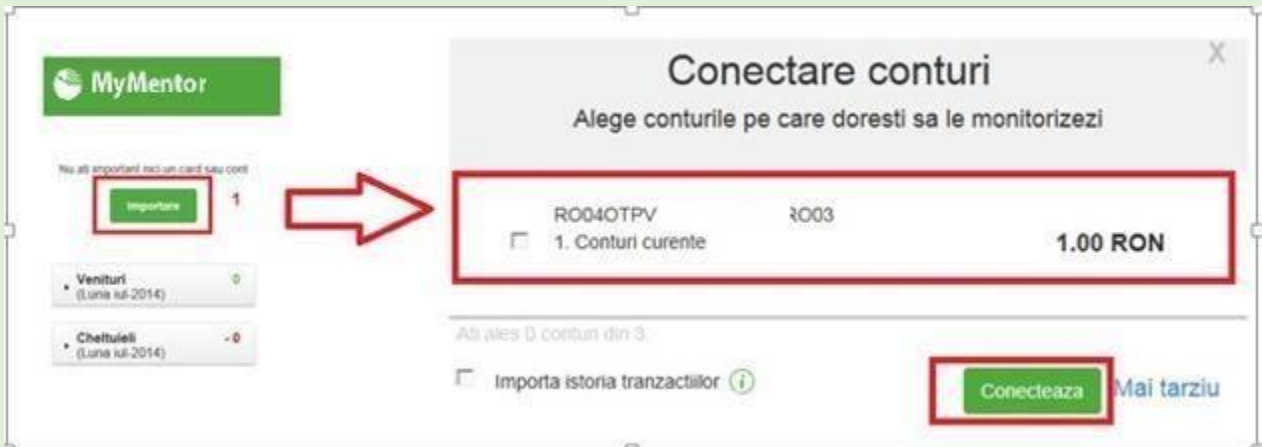 MyMentor
Nu ati important nici un card sau cont
Importare
1
Venituri 0
(Luna iul-2014)
Cheltuieli - 0
(Luna iul-2014)
X
Conectare conturi
Alege conturile pe care doresti sa le monitorizezi
RO04OTPV RO03
1. Conturi curente 1.00 RON
Ati ales 0 conturi din 3.
Importa istoria tranzactiilor i
Conecteaza Mai tarziu